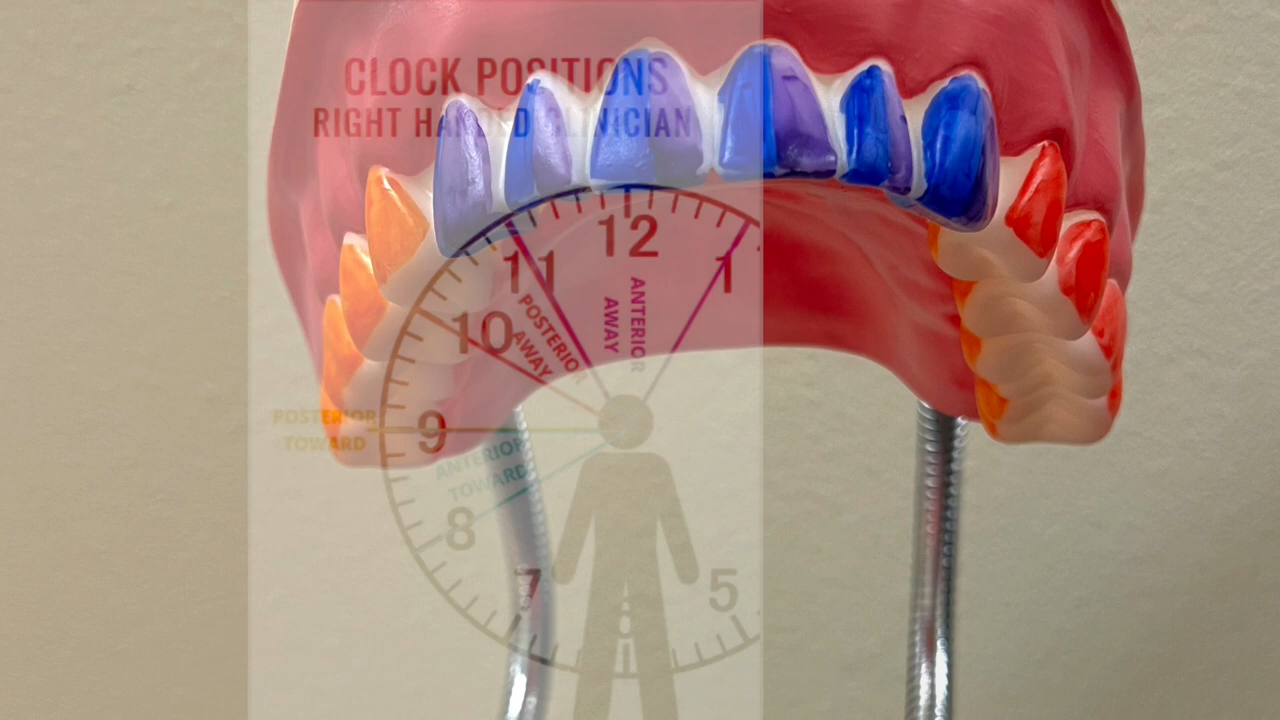 CLOCK POSITIONS
RIGHT HANDED CLINICIAN
12
11
1
ANTERIOR
AWAY
10
POSTERIOR
AWAY
POSTERIOR
TOWARD
9
ANTERIOR
TOWARD
8
7
5